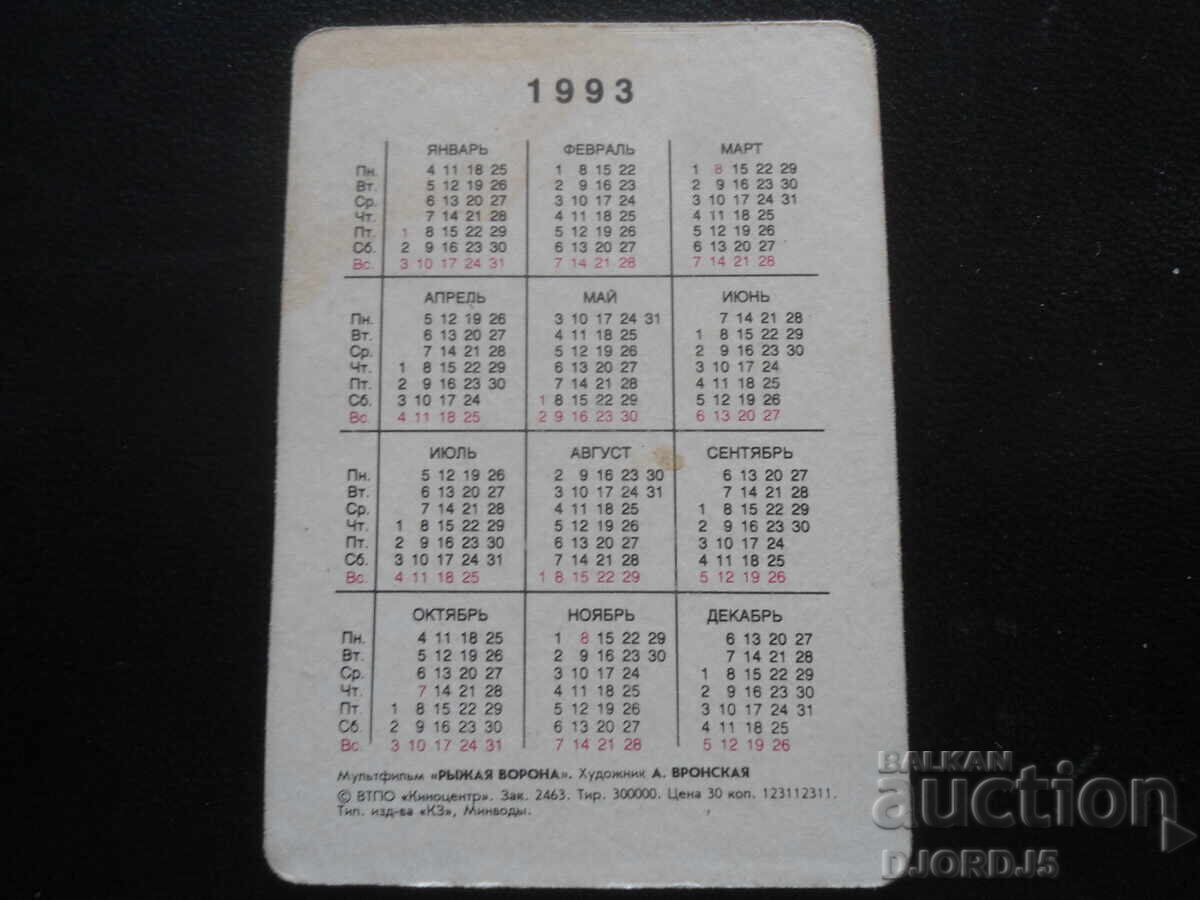 1993
ЯНВАРЬ ФЕВРАЛЬ МАРТ
Пн. 4 11 18 25 1 8 15 22 1 8 15 22 29
Вт. 5 12 19 26 2 9 16 23 2 9 16 23 30
Ср. 6 13 20 27 3 10 17 24 3 10 17 24 31
Чт. 7 14 21 28 4 11 18 25 4 11 18 25
Пт. 1 8 15 22 29 5 12 19 26 5 12 19 26
Сб. 2 9 16 23 30 6 13 20 27 6 13 20 27
Вс. 3 10 17 24 31 7 14 21 28 7 14 21 28
АПРЕЛЬ МАЙ ИЮНЬ
Пн. 5 12 19 26 3 10 17 24 31 7 14 21 28
Вт. 6 13 20 27 4 11 18 25 1 8 15 22 29
Ср. 7 14 21 28 5 12 19 26 2 9 16 23 30
Чт. 1 8 15 22 29 6 13 20 27 3 10 17 24
Пт. 2 9 16 23 30 7 14 21 28 4 11 18 25
Сб. 3 10 17 24 1 8 15 22 29 5 12 19 26
Вс. 4 11 18 25 2 9 16 23 30 6 13 20 27
ИЮЛЬ АВГУСТ СЕНТЯБРЬ
Пн. 5 12 19 26 2 9 16 23 30 6 13 20 27
Вт. 6 13 20 27 3 10 17 24 31 7 14 21 28
Ср. 7 14 21 28 4 11 18 25 1 8 15 22 29
Чт. 1 8 15 22 29 5 12 19 26 2 9 16 23 30
Пт. 2 9 16 23 30 6 13 20 27 3 10 17 24
Сб. 3 10 17 24 31 7 14 21 28 4 11 18 25
Вс. 4 11 18 25 1 8 15 22 29 5 12 19 26
ОКТЯБРЬ НОЯБРЬ ДЕКАБРЬ
Пн. 4 11 18 25 1 8 15 22 29 6 13 20 27
Вт. 5 12 19 26 2 9 16 23 30 7 14 21 28
Ср. 6 13 20 27 3 10 17 24 1 8 15 22 29
Чт. 7 14 21 28 4 11 18 25 2 9 16 23 30
Пт. 1 8 15 22 29 5 12 19 26 3 10 17 24 31
Сб. 2 9 16 23 30 6 13 20 27 4 11 18 25
Вс. 3 10 17 24 31 7 14 21 28 5 12 19 26
Мультфильм «РЫЖАЯ ВОРОНА». Художник А. ВРОНСКАЯ
© ВТПО «Киноцентр». Зак. 2463. Тир. 300000. Цена 30 коп. 123112311.
Тип. изд-ва «КЗ», Минводы.
BALKAN
auction
DJORDJ5